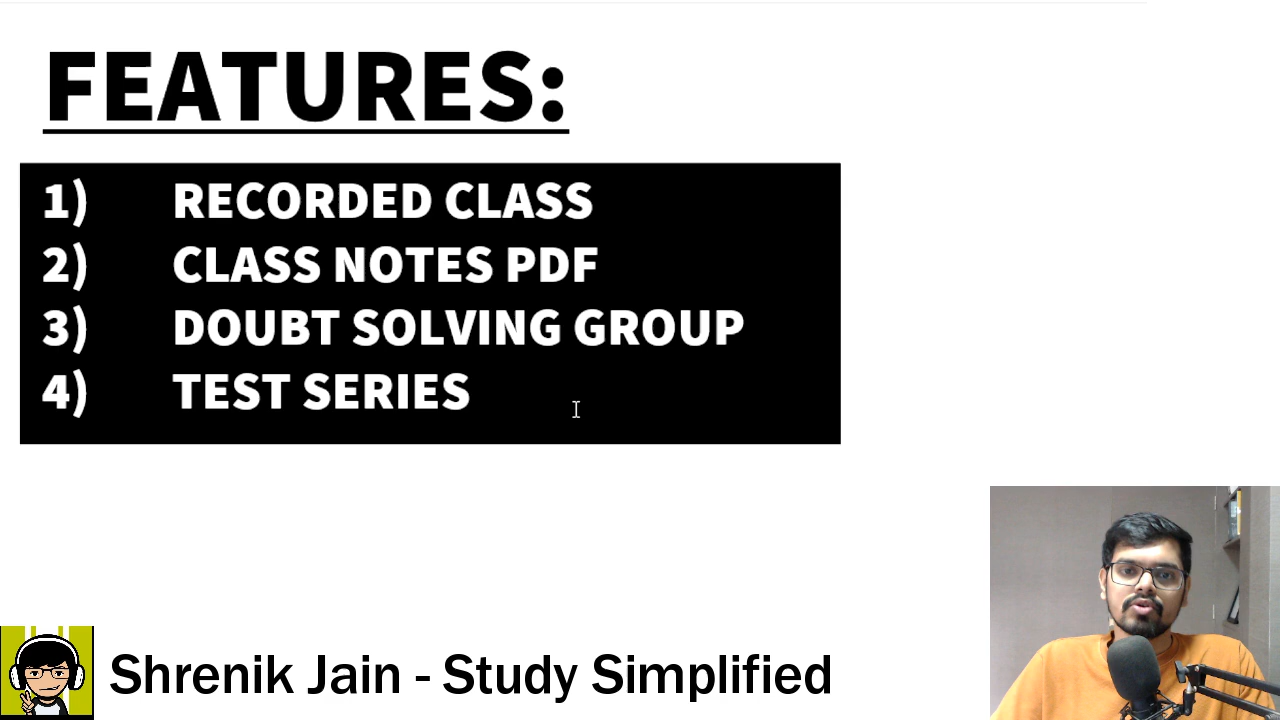 FEATURES:
1) RECORDED CLASS
2) CLASS NOTES PDF
3) DOUBT SOLVING GROUP
4) TEST SERIES
Shrenik Jain - Study Simplified